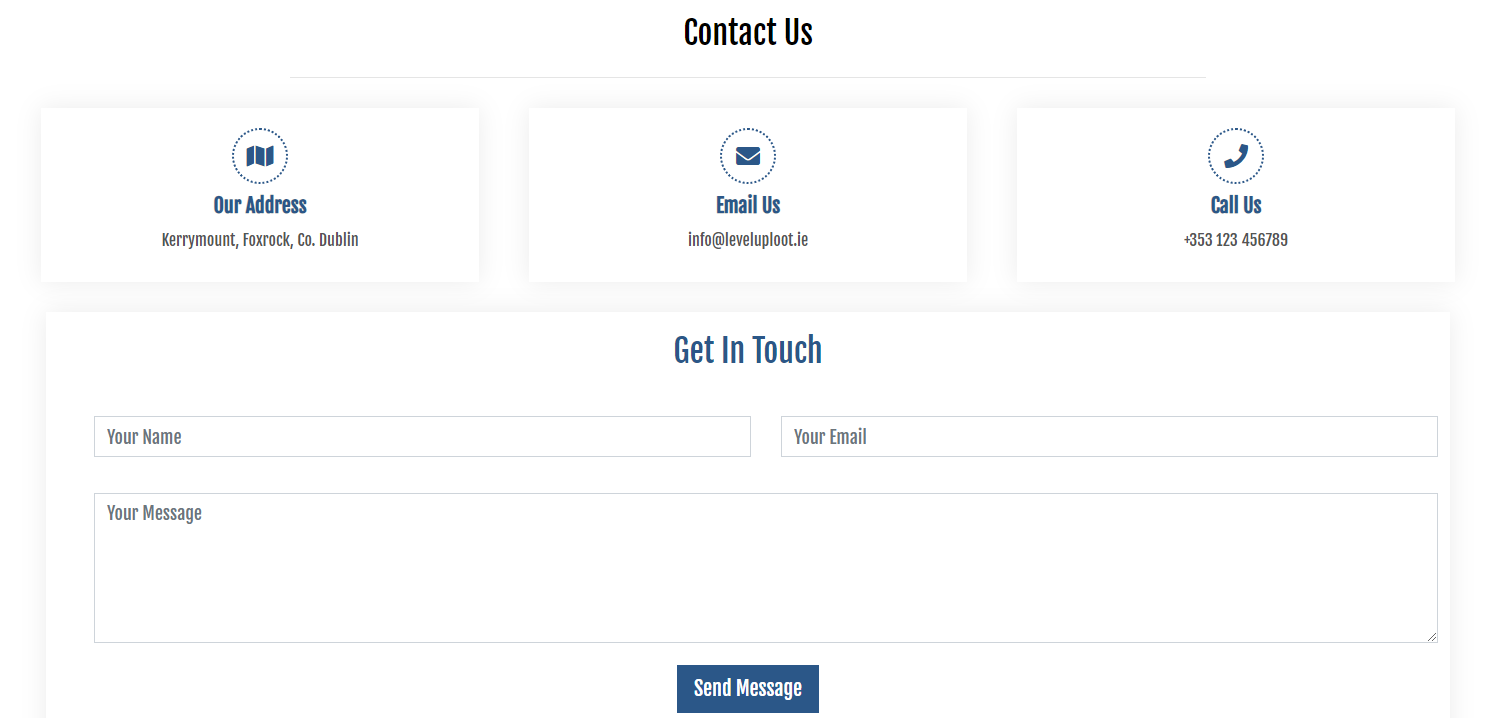 Contact Us
Our Address
Kerrymount, Foxrock, Co. Dublin
Email Us
info@leveluploot.ie
Call Us
+353 123 456789
Get In Touch
Your Name
Your Email
Your Message
Send Message